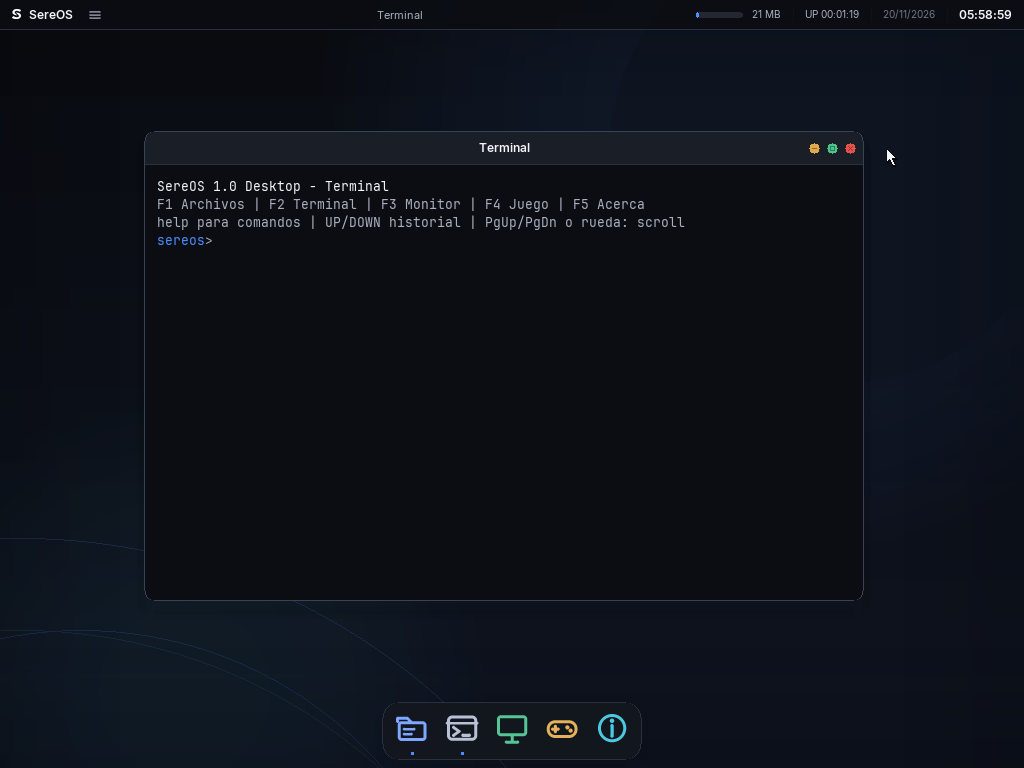 SereOS
Terminal
21 MB
UP 00:01:19
20/11/2026
05:58:59
Terminal
SereOS 1.0 Desktop - Terminal
F1 Archivos | F2 Terminal | F3 Monitor | F4 Juego | F5 Acerca
help para comandos | UP/DOWN historial | PgUp/PgDn o rueda: scroll
sereos>